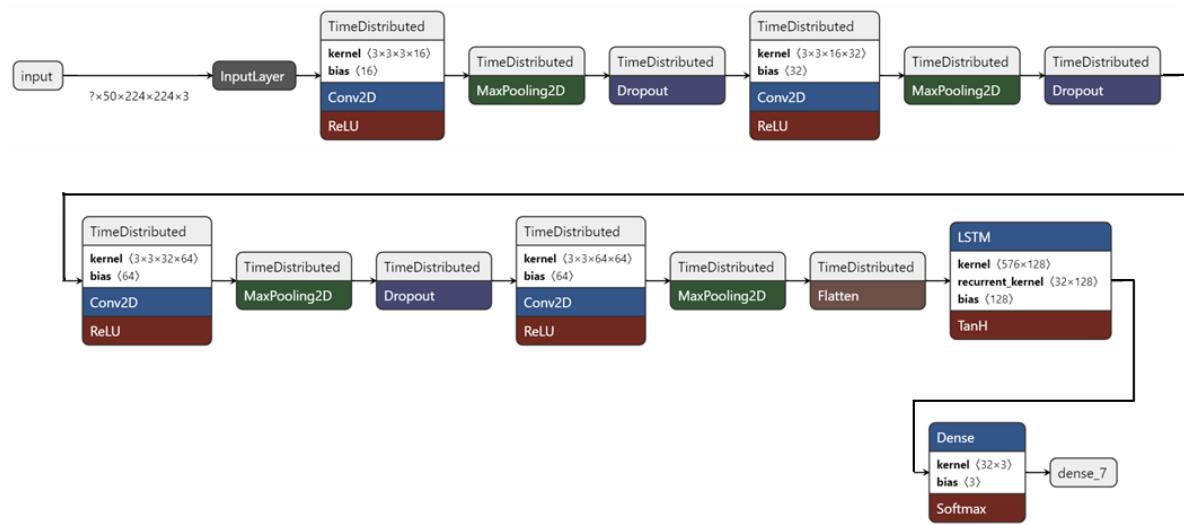 input
?×50×224×224×3
InputLayer
TimeDistributed
kernel ⟨3×3×3×16⟩
bias ⟨16⟩
Conv2D
ReLU
TimeDistributed
MaxPooling2D
TimeDistributed
Dropout
TimeDistributed
kernel ⟨3×3×16×32⟩
bias ⟨32⟩
Conv2D
ReLU
TimeDistributed
MaxPooling2D
TimeDistributed
Dropout
TimeDistributed
kernel ⟨3×3×32×64⟩
bias ⟨64⟩
Conv2D
ReLU
TimeDistributed
MaxPooling2D
TimeDistributed
Dropout
TimeDistributed
kernel ⟨3×3×64×64⟩
bias ⟨64⟩
Conv2D
ReLU
TimeDistributed
MaxPooling2D
TimeDistributed
Flatten
LSTM
kernel ⟨576×128⟩
recurrent_kernel ⟨32×128⟩
bias ⟨128⟩
TanH
Dense
kernel ⟨32×3⟩
bias ⟨3⟩
Softmax
dense_7